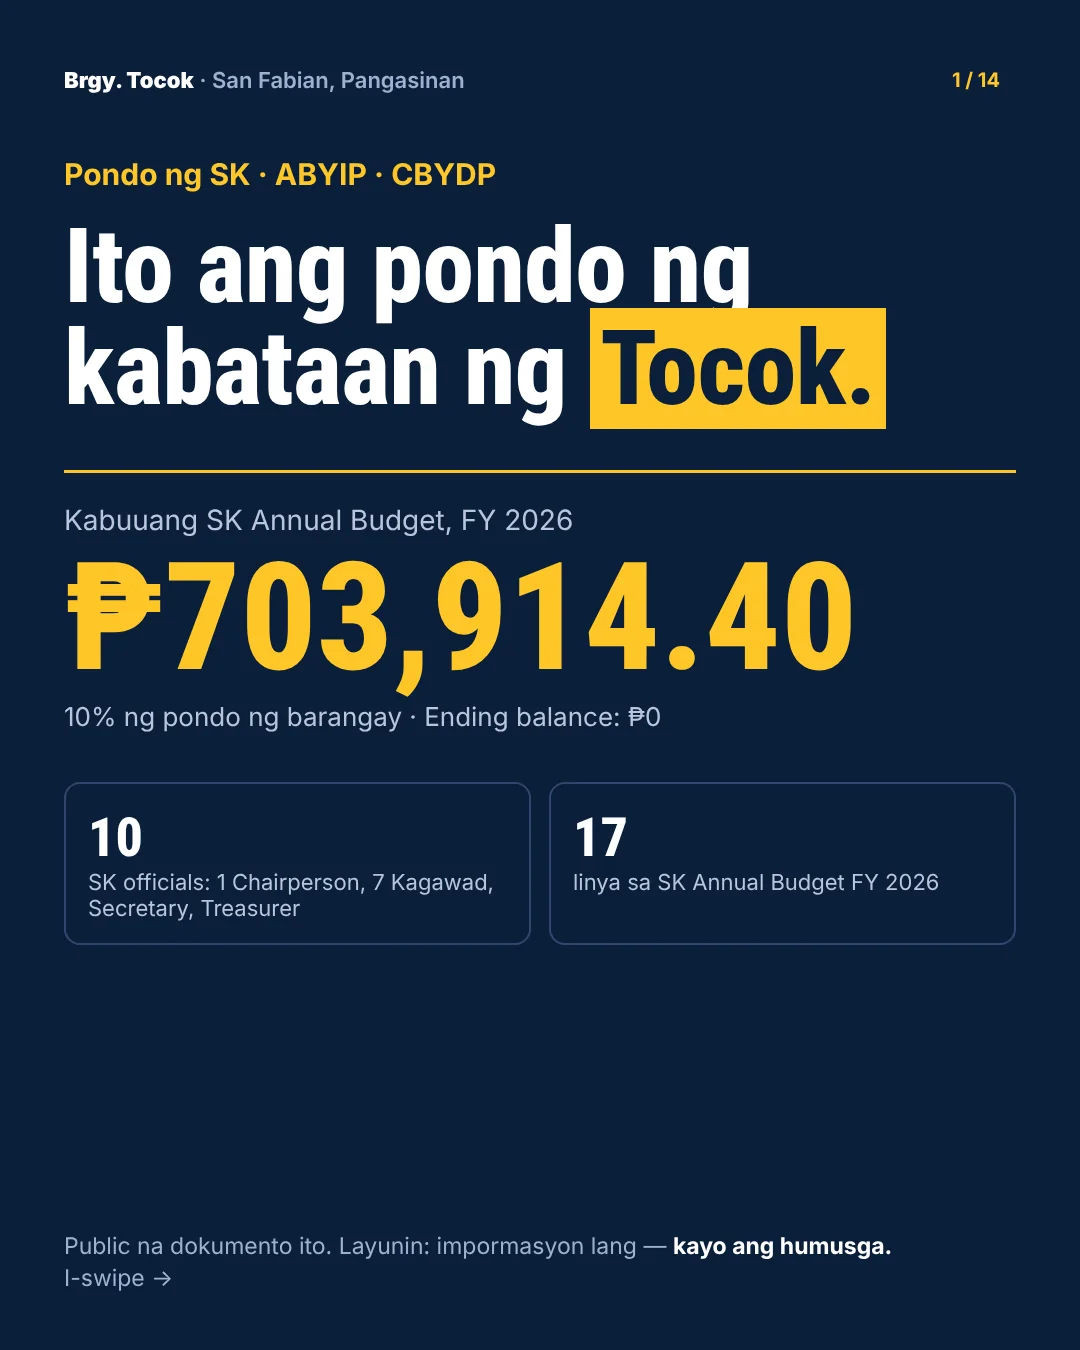 Brgy. Tocok · San Fabian, Pangasinan
1 / 14
Pondo ng SK · ABYIP · CBYDP
Ito ang pondo ng
kabataan ng Tocok.
Kabuuang SK Annual Budget, FY 2026
₱703,914.40
10% ng pondo ng barangay · Ending balance: ₱0
10
SK officials: 1 Chairperson, 7 Kagawad,
Secretary, Treasurer
17
linya sa SK Annual Budget FY 2026
Public na dokumento ito. Layunin: impormasyon lang — kayo ang humusga.
I-swipe →